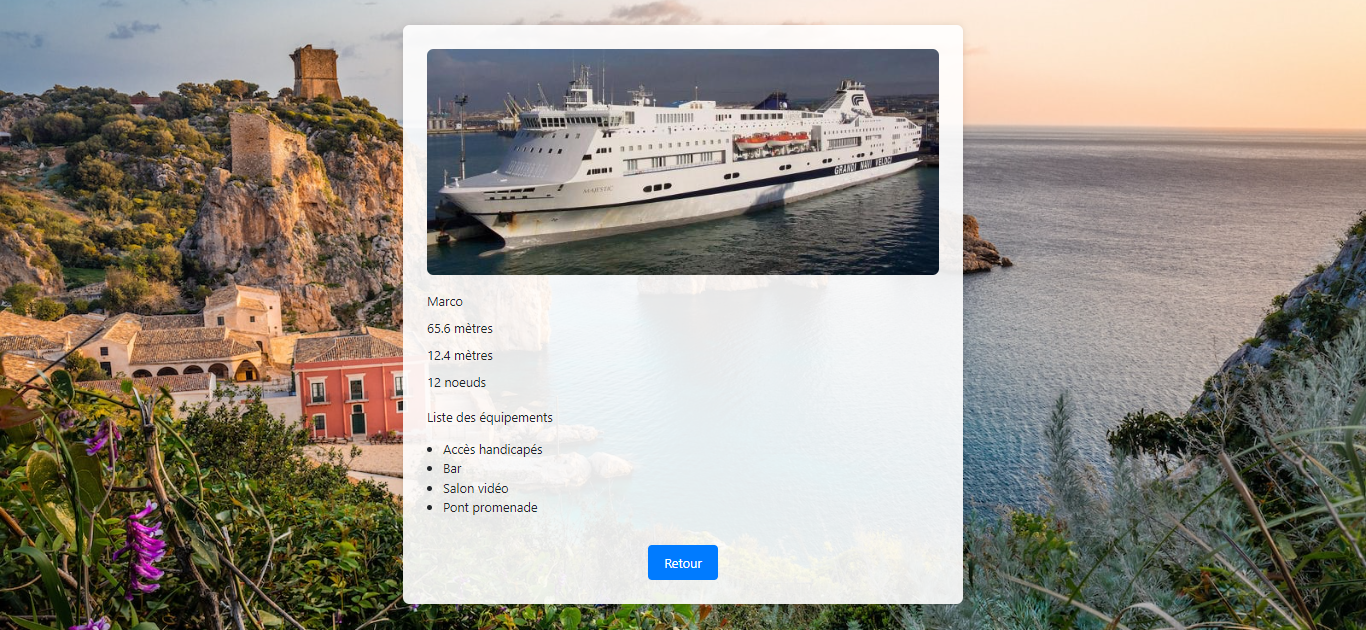 MAJESTIC
GRANDI NAVI VELOCI
Marco
65.6 mètres
12.4 mètres
12 noeuds
Liste des équipements
Accès handicapés
Bar
Salon vidéo
Pont promenade
Retour